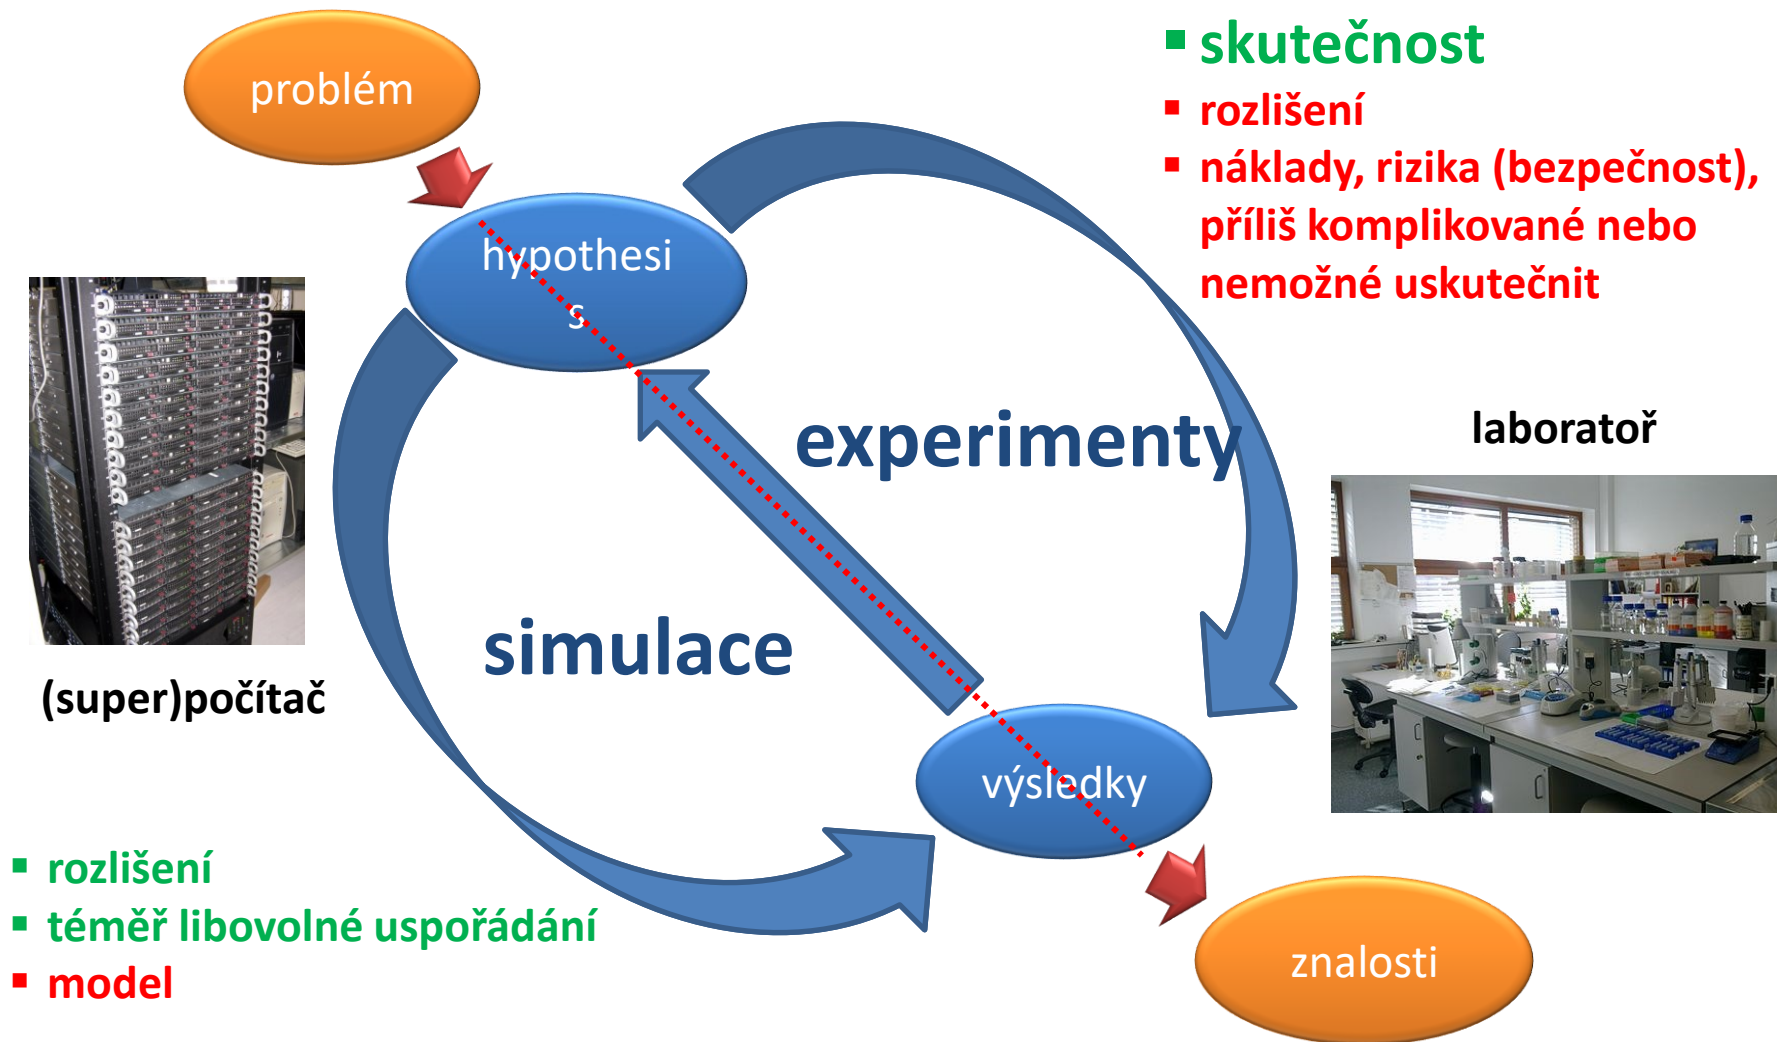 problém
▪ skutečnost
▪ rozlišení
▪ náklady, rizika (bezpečnost),
příliš komplikované nebo
nemožné uskutečnit
hypothesi
s
experimenty
laboratoř
simulace
(super)počítač
výsledky
▪ rozlišení
▪ téměř libovolné uspořádání
▪ model
znalosti